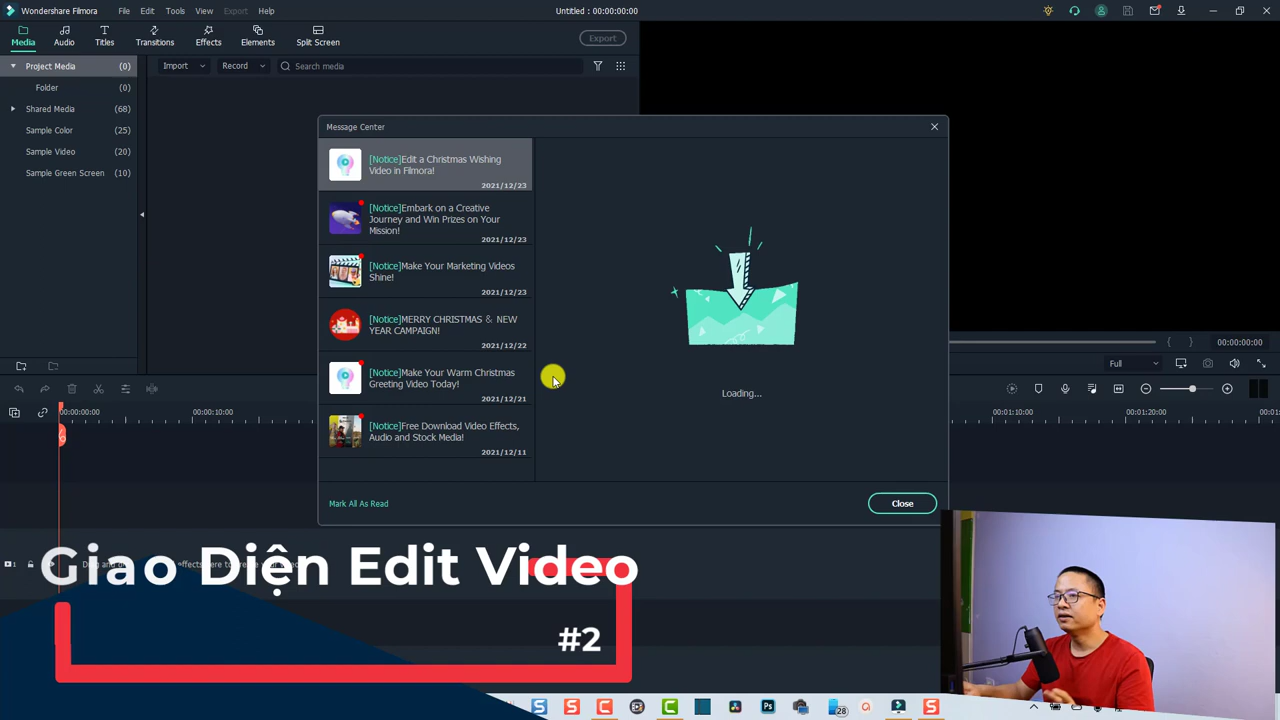 Wondershare Filmora File Edit Tools View Export Help Untitled : 00:00:00:00
Media Audio Titles Transitions Effects Elements Split Screen Export
Project Media (0) Import Record Search media
Folder (0)
Shared Media (68)
Sample Color (25)
Sample Video (20)
Sample Green Screen (10)
Message Center
[Notice]Edit a Christmas Wishing
Video in Filmora!
2021/12/23
[Notice]Embark on a Creative
Journey and Win Prizes on Your
Mission!
2021/12/23
[Notice]Make Your Marketing Videos
Shine!
2021/12/23
[Notice]MERRY CHRISTMAS & NEW
YEAR CAMPAIGN!
2021/12/22
[Notice]Make Your Warm Christmas
Greeting Video Today!
2021/12/21
[Notice]Free Download Video Effects,
Audio and Stock Media!
2021/12/11
Loading...
Mark All As Read Close
{ } 00:00:00:00
Full
00:00:00:00 00:00:10:00 00:01:10:00 00:01:20:00
Giao Diện Edit Video
#2
Ps 28